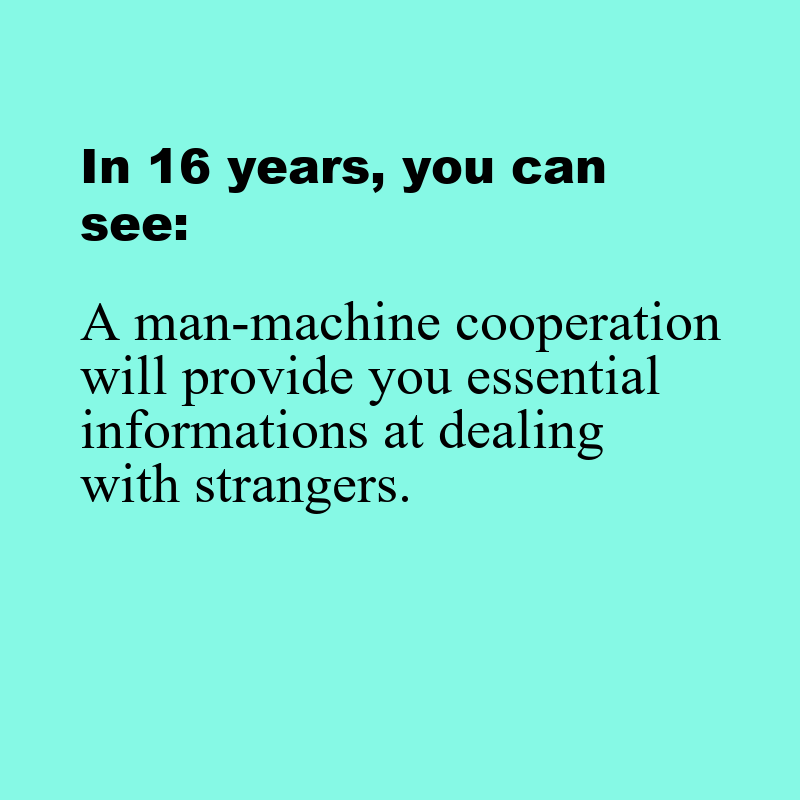 In 16 years, you can
see:
A man-machine cooperation
will provide you essential
informations at dealing
with strangers.